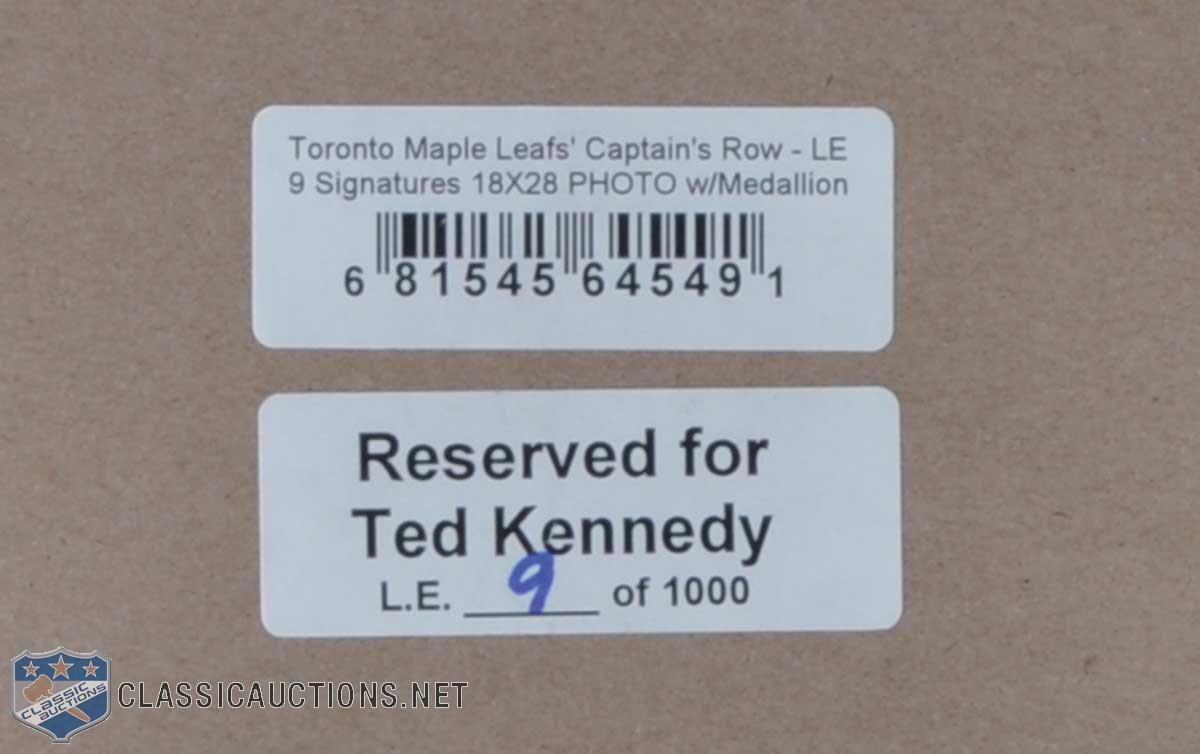 Toronto Maple Leafs' Captain's Row - LE
9 Signatures 18X28 PHOTO w/Medallion
6 81545 64549 1
Reserved for
Ted Kennedy
L.E. 9 of 1000
CLASSIC
AUCTIONS
CLASSICAUCTIONS.NET